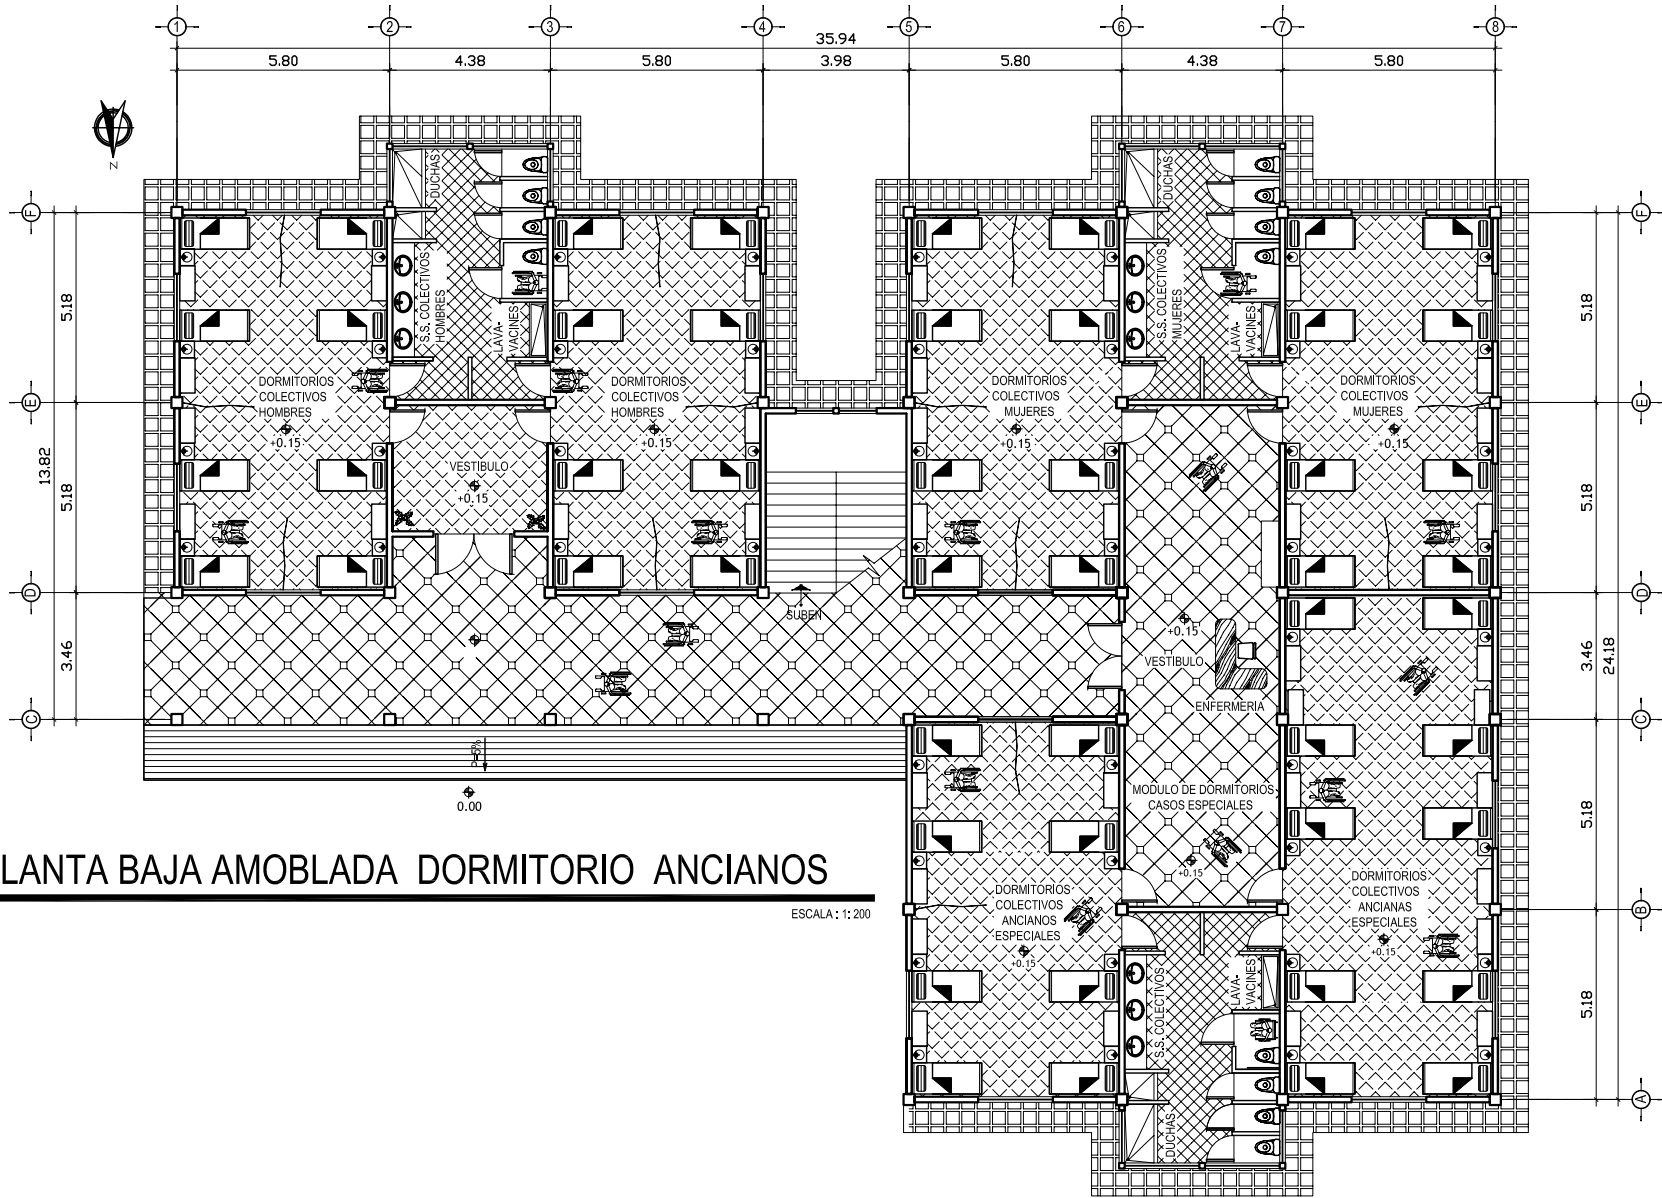 1 2 3 4 5 6 7 8
35.94
5.80 4.38 5.80 3.98 5.80 4.38 5.80
N
F
F
DUCHAS
DUCHAS
5.18
S.S. COLECTIVOS
HOMBRES
LAVA-
VACINES
S.S. COLECTIVOS
MUJERES
LAVA-
VACINES
5.18
DORMITORIOS
COLECTIVOS
HOMBRES
+0.15
DORMITORIOS
COLECTIVOS
HOMBRES
+0.15
DORMITORIOS
COLECTIVOS
MUJERES
+0.15
DORMITORIOS
COLECTIVOS
MUJERES
+0.15
E
E
13.82
VESTIBULO
+0.15
5.18
5.18
D
D
SUBEN
+0.15
3.46
VESTIBULO
3.46
24.18
ENFERMERIA
C
C
P=5%
0.00
MODULO DE DORMITORIOS
CASOS ESPECIALES
+0.15
5.18
LANTA BAJA AMOBLADA DORMITORIO ANCIANOS
ESCALA : 1: 200
DORMITORIOS
COLECTIVOS
ANCIANOS
ESPECIALES
+0.15
DORMITORIOS
COLECTIVOS
ANCIANAS
ESPECIALES
+0.15
B
S.S. COLECTIVOS
LAVA-
VACINES
5.18
DUCHAS
A